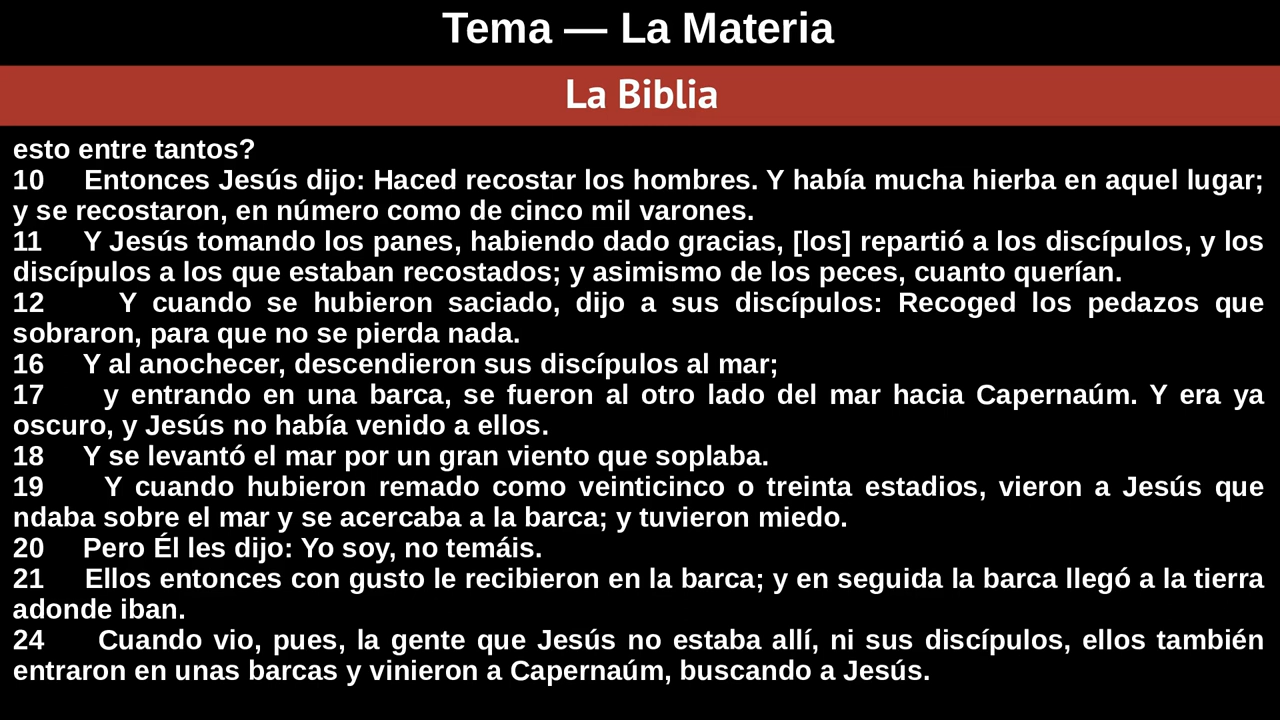 Tema — La Materia
La Biblia
esto entre tantos?
10 Entonces Jesús dijo: Haced recostar los hombres. Y había mucha hierba en aquel lugar;
y se recostaron, en número como de cinco mil varones.
11 Y Jesús tomando los panes, habiendo dado gracias, [los] repartió a los discípulos, y los
discípulos a los que estaban recostados; y asimismo de los peces, cuanto querían.
12 Y cuando se hubieron saciado, dijo a sus discípulos: Recoged los pedazos que
sobraron, para que no se pierda nada.
16 Y al anochecer, descendieron sus discípulos al mar;
17 y entrando en una barca, se fueron al otro lado del mar hacia Capernaúm. Y era ya
oscuro, y Jesús no había venido a ellos.
18 Y se levantó el mar por un gran viento que soplaba.
19 Y cuando hubieron remado como veinticinco o treinta estadios, vieron a Jesús que
ndaba sobre el mar y se acercaba a la barca; y tuvieron miedo.
20 Pero Él les dijo: Yo soy, no temáis.
21 Ellos entonces con gusto le recibieron en la barca; y en seguida la barca llegó a la tierra
adonde iban.
24 Cuando vio, pues, la gente que Jesús no estaba allí, ni sus discípulos, ellos también
entraron en unas barcas y vinieron a Capernaúm, buscando a Jesús.